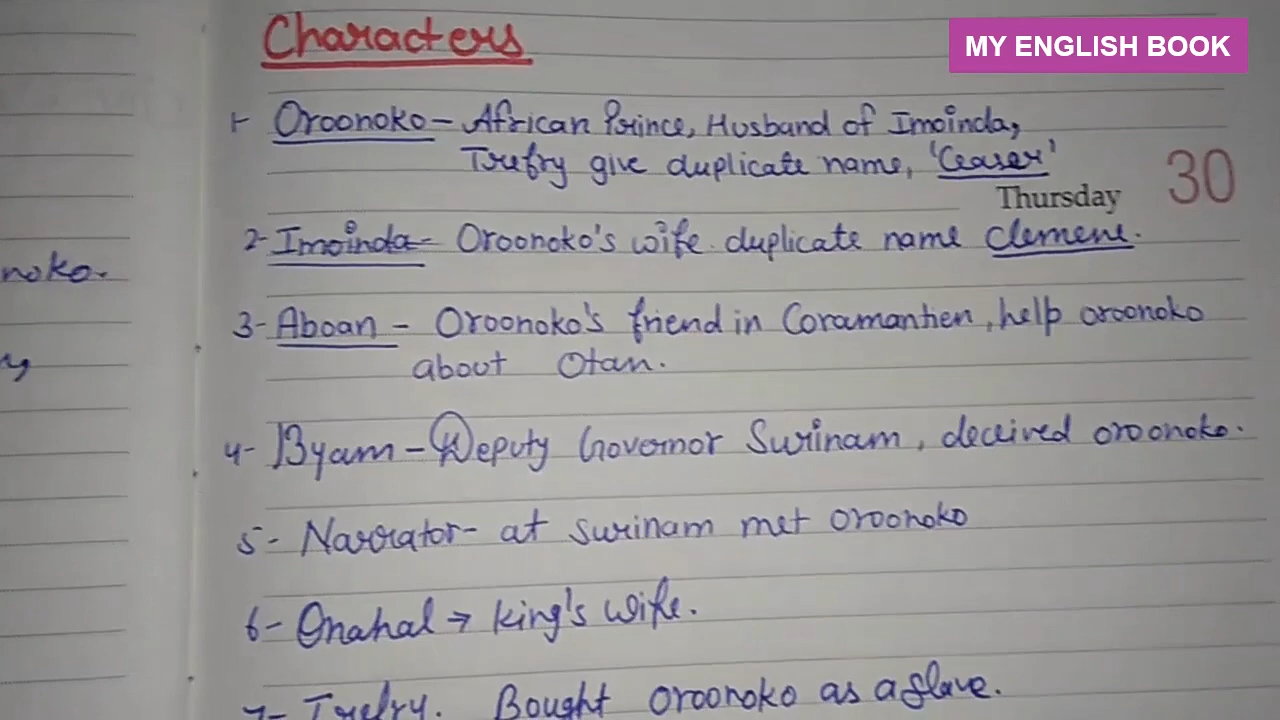 Characters
MY ENGLISH BOOK
1- Oroonoko - African Prince, Husband of Imoinda,
Trefry give duplicate name, 'Ceaser'
Thursday 30
2- Imoinda - Oroonoko's wife. duplicate name Clemene.
3- Aboan - Oroonoko's friend in Coramantien, help oroonoko
about Otan.
4- Byam - Deputy Governor Surinam, deceived oroonoko.
5- Narrator - at Surinam met oroonoko
6- Onahal → King's wife.
7- Trefry. Bought oroonoko as a slave.
noko.